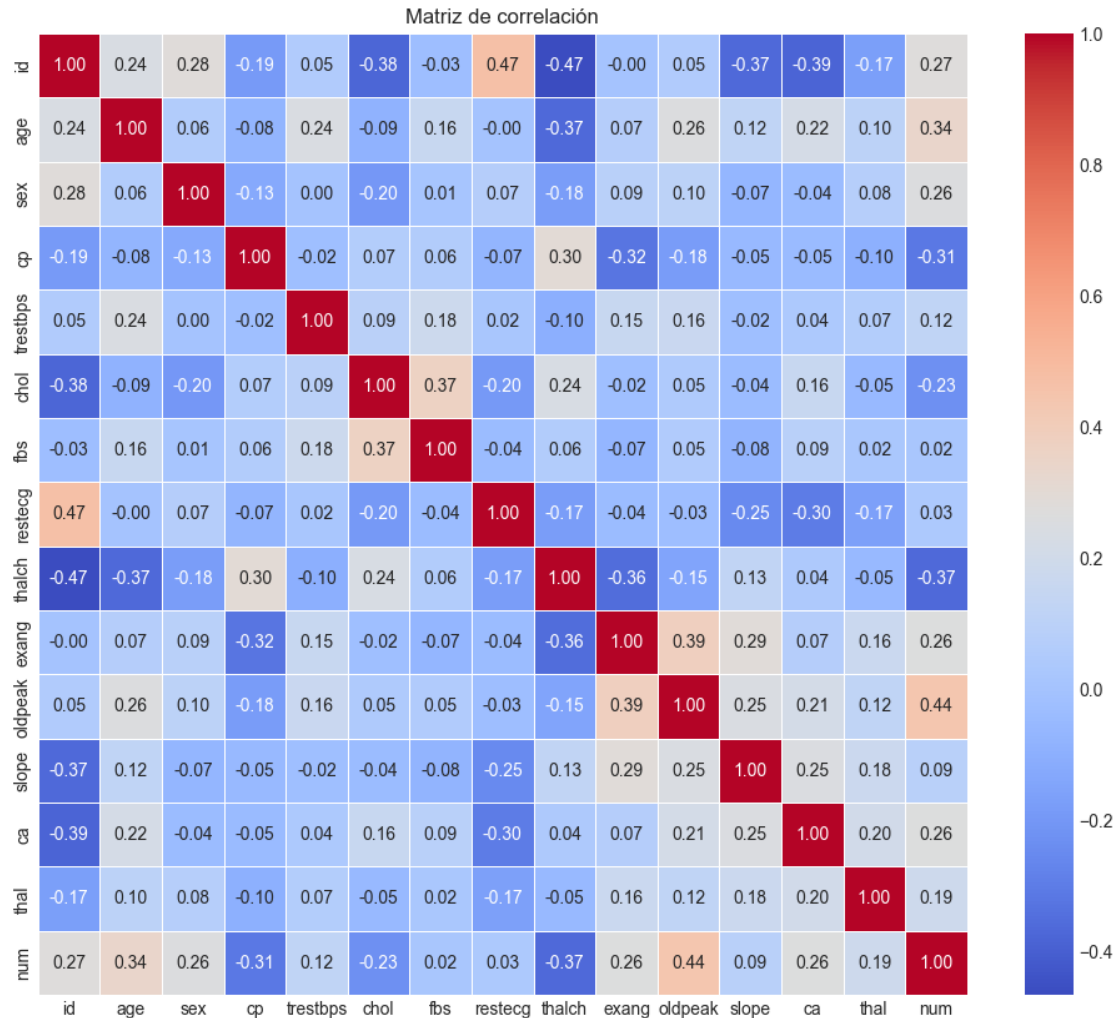 Matriz de correlación
id 1.00 0.24 0.28 -0.19 0.05 -0.38 -0.03 0.47 -0.47 -0.00 0.05 -0.37 -0.39 -0.17 0.27
age 0.24 1.00 0.06 -0.08 0.24 -0.09 0.16 -0.00 -0.37 0.07 0.26 0.12 0.22 0.10 0.34
sex 0.28 0.06 1.00 -0.13 0.00 -0.20 0.01 0.07 -0.18 0.09 0.10 -0.07 -0.04 0.08 0.26
cp -0.19 -0.08 -0.13 1.00 -0.02 0.07 0.06 -0.07 0.30 -0.32 -0.18 -0.05 -0.05 -0.10 -0.31
trestbps 0.05 0.24 0.00 -0.02 1.00 0.09 0.18 0.02 -0.10 0.15 0.16 -0.02 0.04 0.07 0.12
chol -0.38 -0.09 -0.20 0.07 0.09 1.00 0.37 -0.20 0.24 -0.02 0.05 -0.04 0.16 -0.05 -0.23
fbs -0.03 0.16 0.01 0.06 0.18 0.37 1.00 -0.04 0.06 -0.07 0.05 -0.08 0.09 0.02 0.02
restecg 0.47 -0.00 0.07 -0.07 0.02 -0.20 -0.04 1.00 -0.17 -0.04 -0.03 -0.25 -0.30 -0.17 0.03
thalch -0.47 -0.37 -0.18 0.30 -0.10 0.24 0.06 -0.17 1.00 -0.36 -0.15 0.13 0.04 -0.05 -0.37
exang -0.00 0.07 0.09 -0.32 0.15 -0.02 -0.07 -0.04 -0.36 1.00 0.39 0.29 0.07 0.16 0.26
oldpeak 0.05 0.26 0.10 -0.18 0.16 0.05 0.05 -0.03 -0.15 0.39 1.00 0.25 0.21 0.12 0.44
slope -0.37 0.12 -0.07 -0.05 -0.02 -0.04 -0.08 -0.25 0.13 0.29 0.25 1.00 0.25 0.18 0.09
ca -0.39 0.22 -0.04 -0.05 0.04 0.16 0.09 -0.30 0.04 0.07 0.21 0.25 1.00 0.20 0.26
thal -0.17 0.10 0.08 -0.10 0.07 -0.05 0.02 -0.17 -0.05 0.16 0.12 0.18 0.20 1.00 0.19
num 0.27 0.34 0.26 -0.31 0.12 -0.23 0.02 0.03 -0.37 0.26 0.44 0.09 0.26 0.19 1.00
id age sex cp trestbps chol fbs restecg thalch exang oldpeak slope ca thal num
1.0
0.8
0.6
0.4
0.2
0.0
−0.2
−0.4